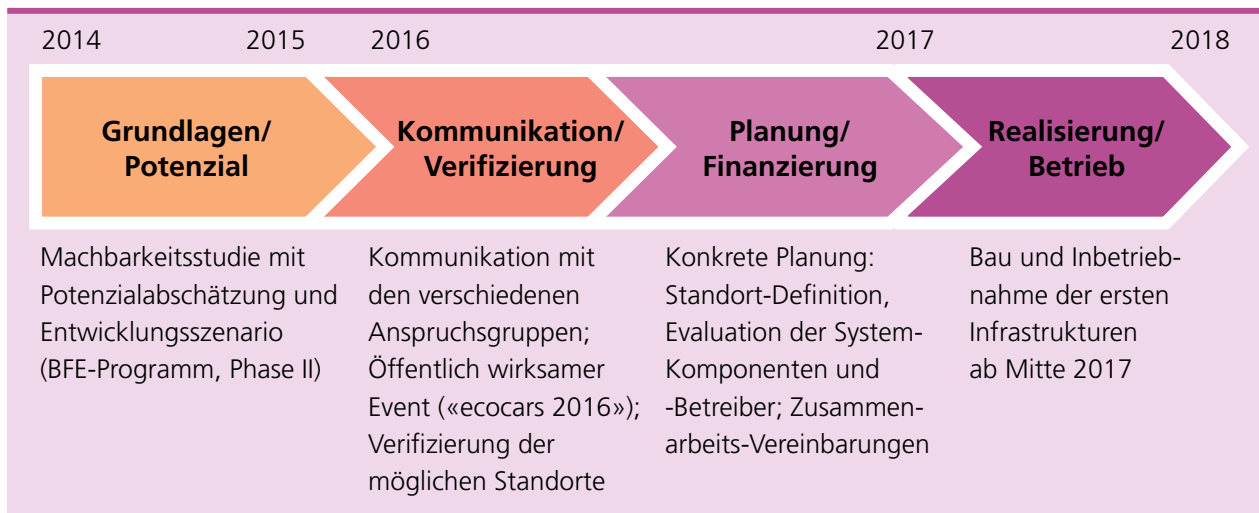 2014 2015 2016 2017 2018
Grundlagen/
Potenzial
Kommunikation/
Verifizierung
Planung/
Finanzierung
Realisierung/
Betrieb
Machbarkeitsstudie mit
Potenzialabschätzung und
Entwicklungsszenario
(BFE-Programm, Phase II)
Kommunikation mit
den verschiedenen
Anspruchsgruppen;
Öffentlich wirksamer
Event («ecocars 2016»);
Verifizierung der
möglichen Standorte
Konkrete Planung:
Standort-Definition,
Evaluation der System-
Komponenten und
-Betreiber; Zusammen-
arbeits-Vereinbarungen
Bau und Inbetrieb-
nahme der ersten
Infrastrukturen
ab Mitte 2017